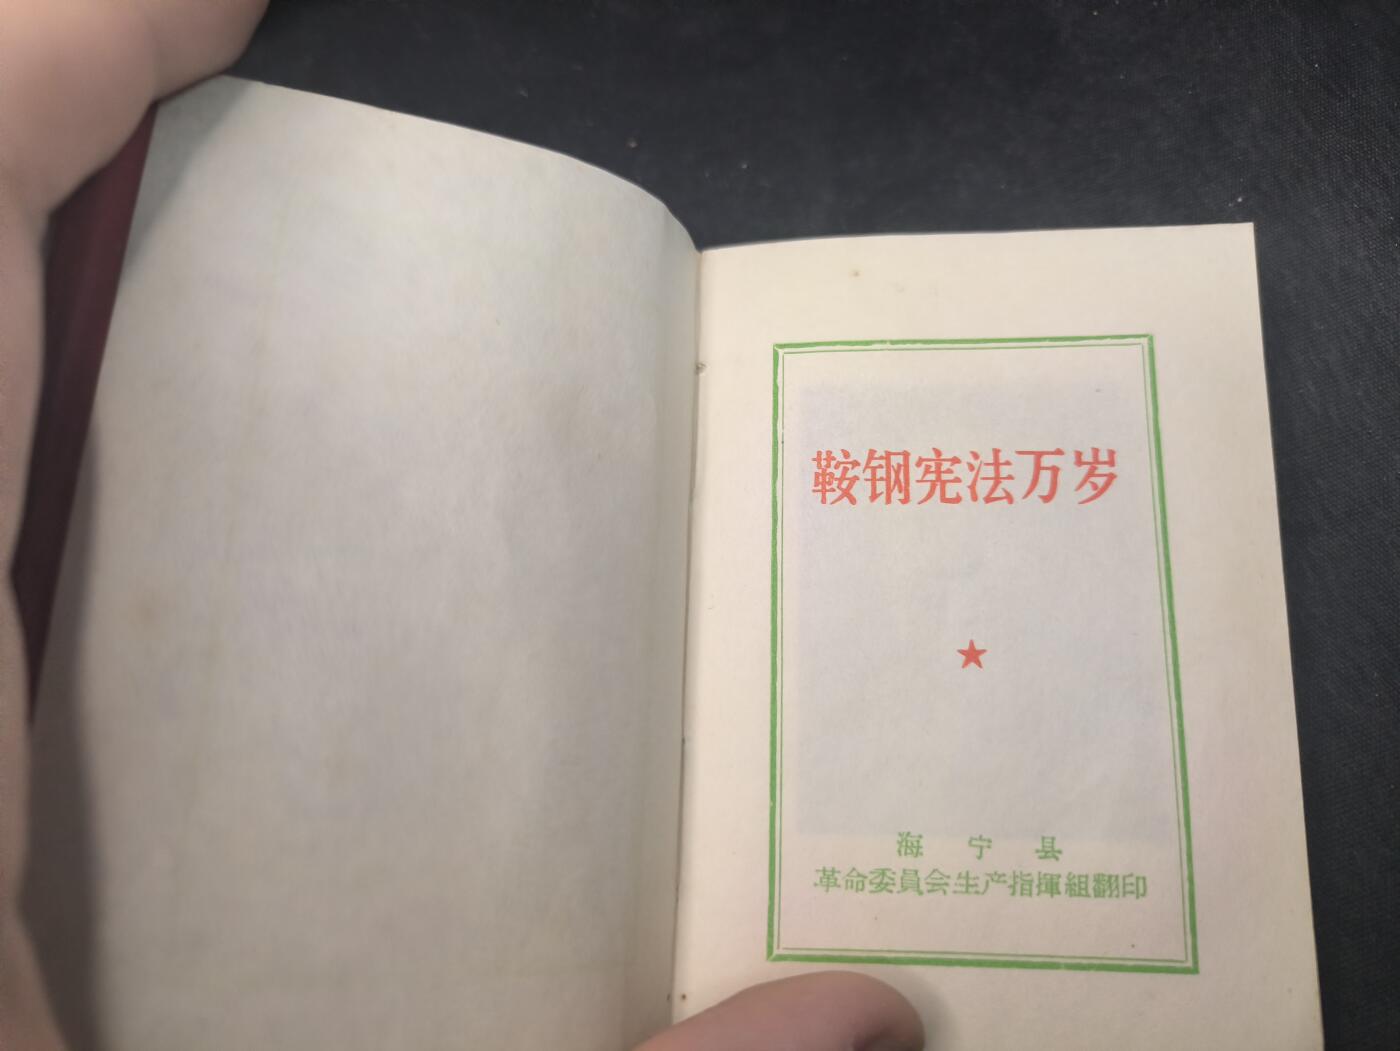 鞍钢宪法万岁
海宁县
革命委員会生产指揮組翻印